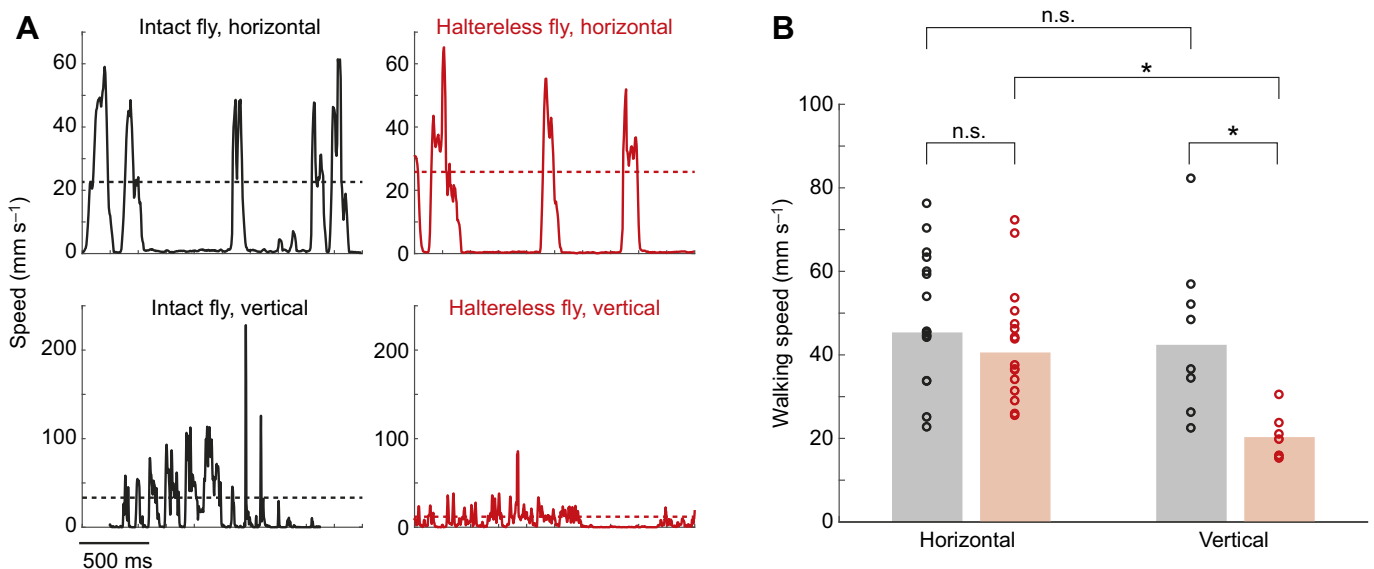 A
Intact fly, horizontal
Haltereless fly, horizontal
60
40
20
0
60
40
20
0
Speed (mm s⁻¹)
Intact fly, vertical
Haltereless fly, vertical
200
100
0
200
100
0
500 ms
B
n.s.
*
n.s.
*
100
80
60
40
20
0
Walking speed (mm s⁻¹)
Horizontal
Vertical